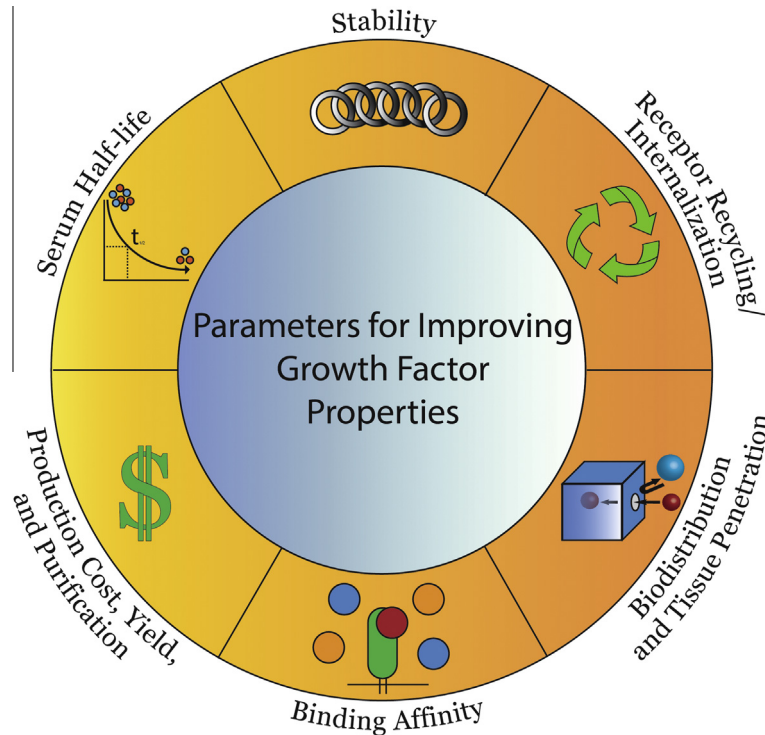 Stability
Receptor Recycling/
Internalization
Biodistribution
and Tissue Penetration
Binding Affinity
Production Cost, Yield,
and Purification
Serum Half-life
t
$
Parameters for Improving
Growth Factor
Properties